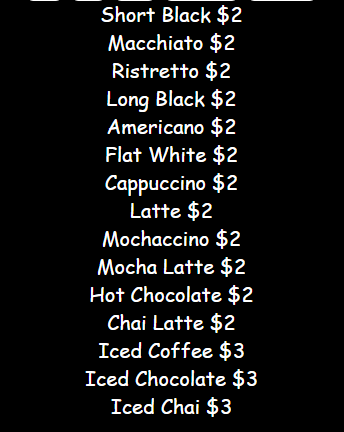 Short Black $2
Macchiato $2
Ristretto $2
Long Black $2
Americano $2
Flat White $2
Cappuccino $2
Latte $2
Mochaccino $2
Mocha Latte $2
Hot Chocolate $2
Chai Latte $2
Iced Coffee $3
Iced Chocolate $3
Iced Chai $3